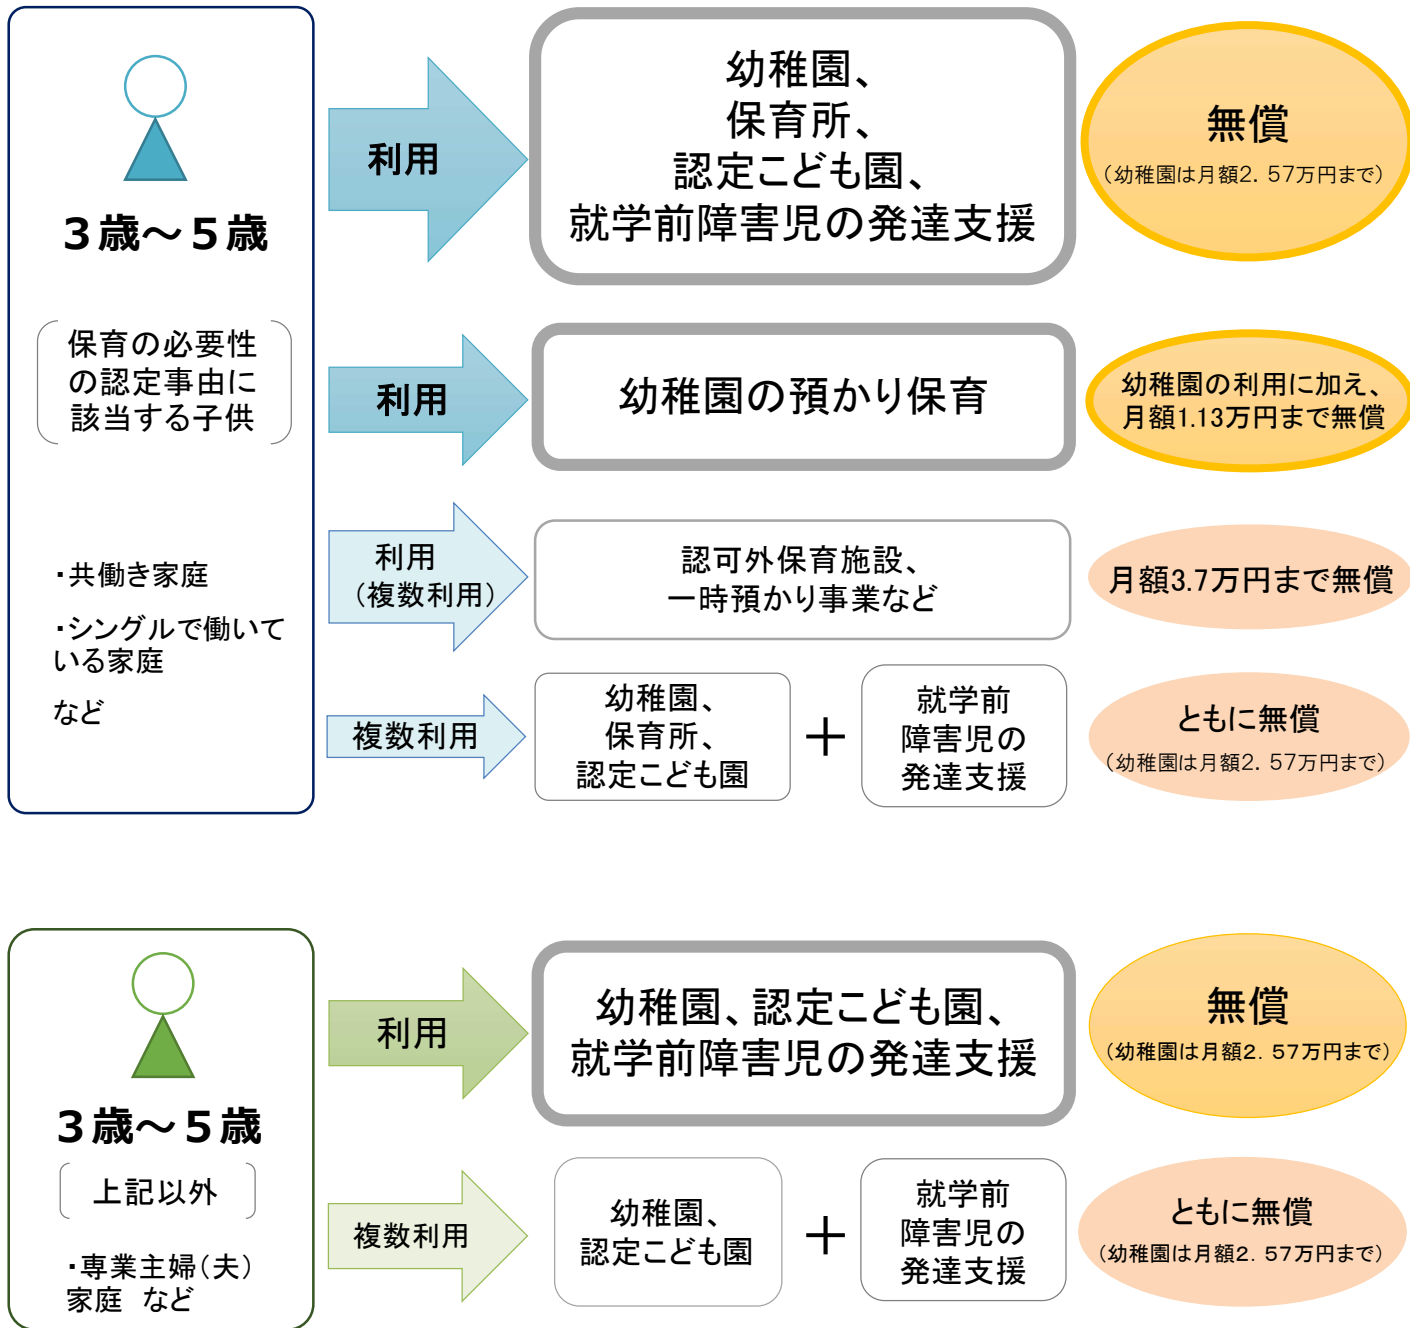 ３歳～５歳
保育の必要性
の認定事由に
該当する子供
・共働き家庭
・シングルで働いて
いる家庭
など
利用
幼稚園、
保育所、
認定こども園、
就学前障害児の発達支援
無償
（幼稚園は月額2．57万円まで）
利用
幼稚園の預かり保育
幼稚園の利用に加え、
月額1.13万円まで無償
利用
（複数利用）
認可外保育施設、
一時預かり事業など
月額3.7万円まで無償
複数利用
幼稚園、
保育所、
認定こども園
＋
就学前
障害児の
発達支援
ともに無償
（幼稚園は月額2．57万円まで）
３歳～５歳
上記以外
・専業主婦（夫）
家庭　など
利用
幼稚園、認定こども園、
就学前障害児の発達支援
無償
（幼稚園は月額2．57万円まで）
複数利用
幼稚園、
認定こども園
＋
就学前
障害児の
発達支援
ともに無償
（幼稚園は月額2．57万円まで）